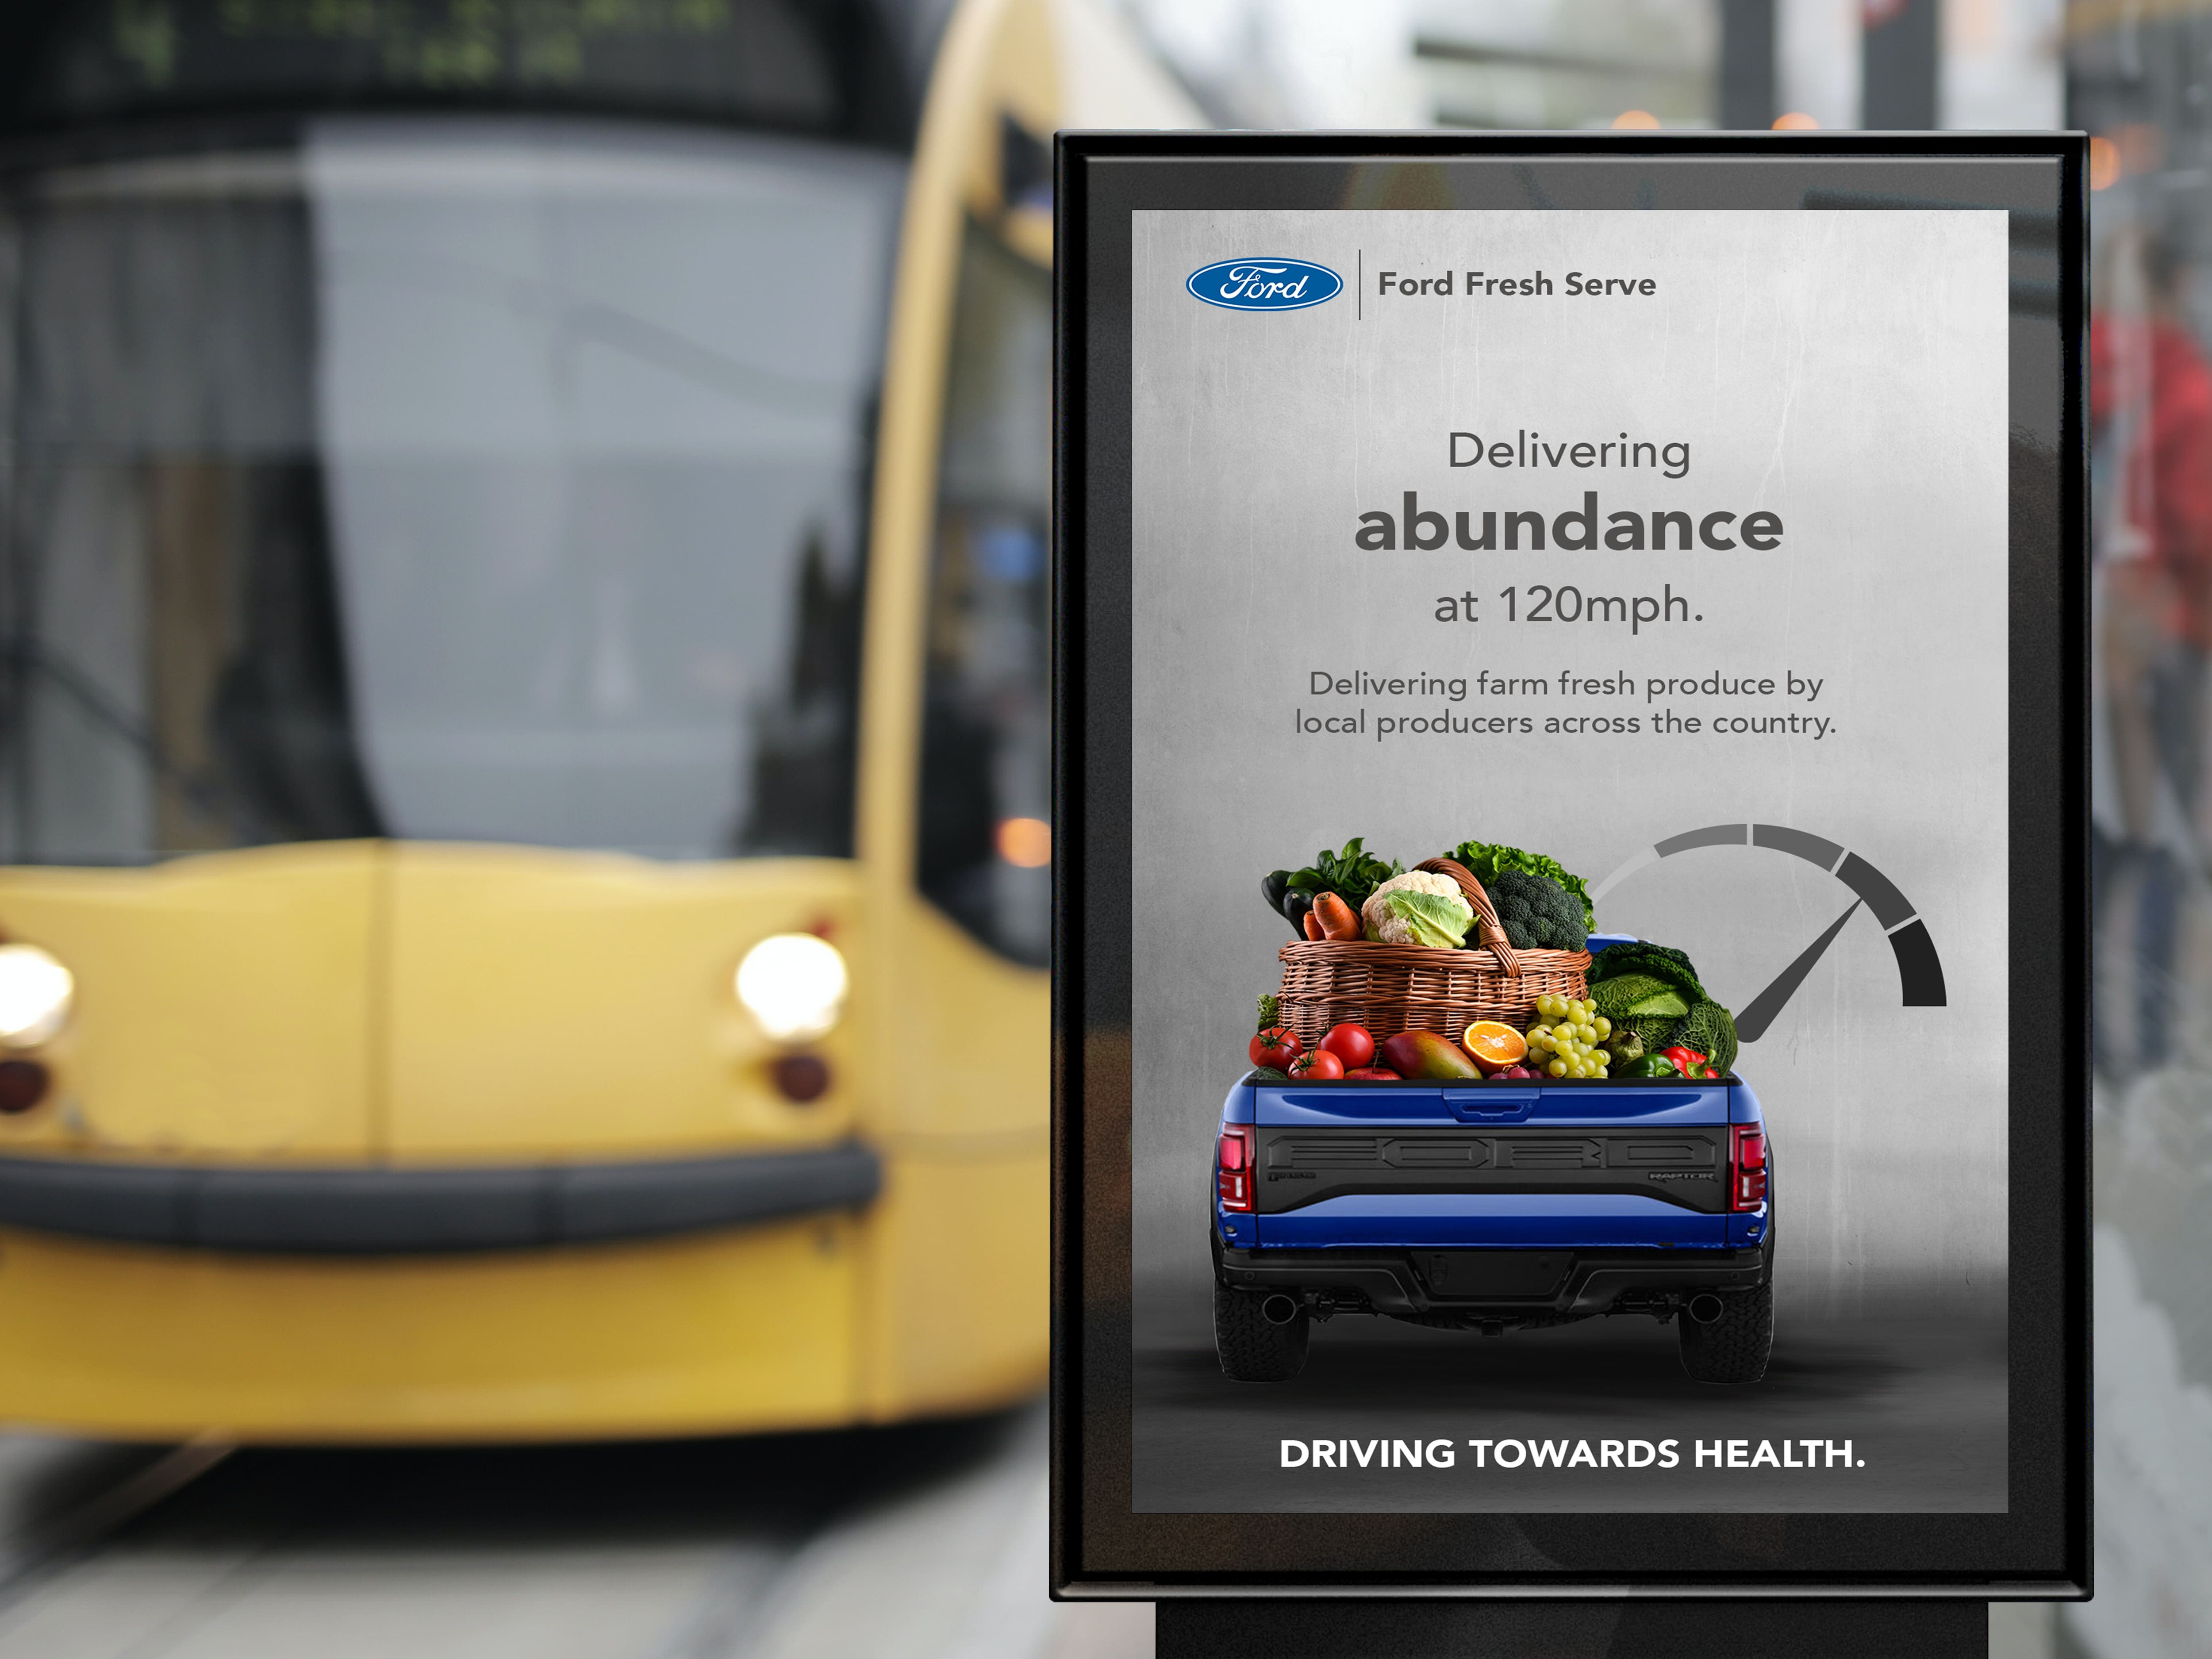 Ford
Ford Fresh Serve
Delivering
abundance
at 120mph.
Delivering farm fresh produce by
local producers across the country.
FORD
RAPTOR
DRIVING TOWARDS HEALTH.